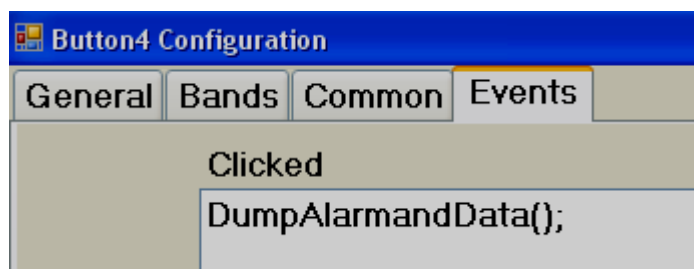 Button4 Configuration
General Bands Common Events
Clicked
DumpAlarmandData();